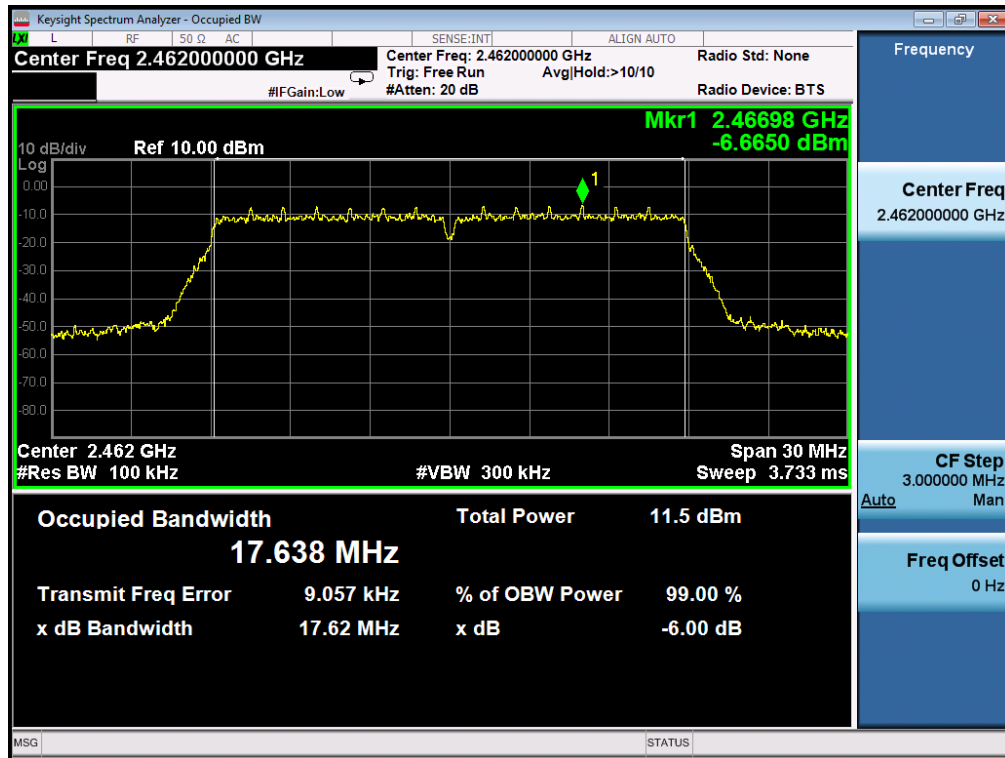 Keysight Spectrum Analyzer - Occupied BW
LXI L RF 50 Ω AC SENSE:INT ALIGN AUTO
Center Freq 2.462000000 GHz
#IFGain:Low
Center Freq: 2.462000000 GHz
Trig: Free Run Avg|Hold:>10/10
#Atten: 20 dB
Radio Std: None
Radio Device: BTS
Mkr1 2.46698 GHz
-6.6650 dBm
10 dB/div Ref 10.00 dBm
Log
0.00
-10.0
-20.0
-30.0
-40.0
-50.0
-60.0
-70.0
-80.0
1
Center 2.462 GHz Span 30 MHz
#Res BW 100 kHz #VBW 300 kHz Sweep 3.733 ms
Occupied Bandwidth Total Power 11.5 dBm
17.638 MHz
Transmit Freq Error 9.057 kHz % of OBW Power 99.00 %
x dB Bandwidth 17.62 MHz x dB -6.00 dB
MSG STATUS
Frequency
Center Freq
2.462000000 GHz
CF Step
3.000000 MHz
Auto Man
Freq Offset
0 Hz